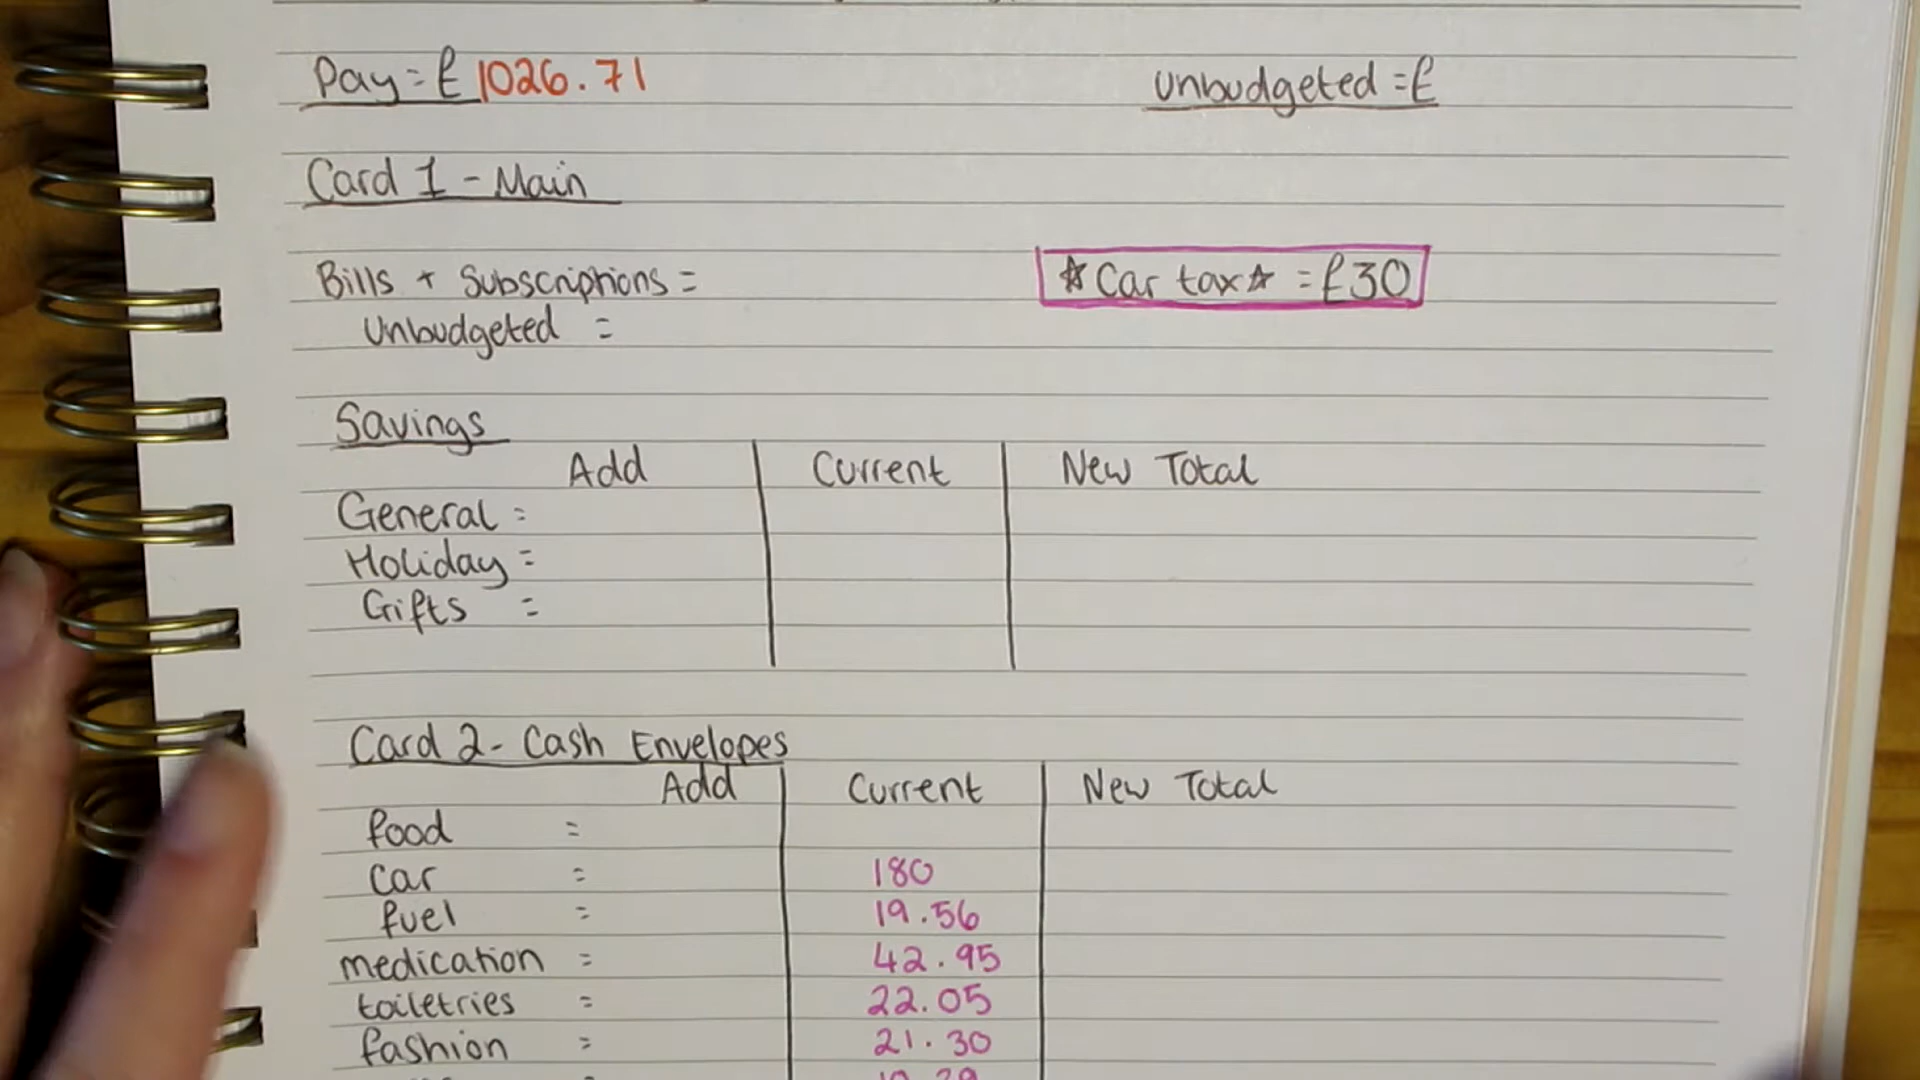 Pay = £ 1026.71 unbudgeted = £
Card 1 - Main
Bills + Subscriptions = ☆ Car tax ☆ = £30
Unbudgeted =
Savings
Add Current New Total
General =
Holiday =
Gifts =
Card 2 - Cash Envelopes
Add Current New Total
food =
car = 180
fuel = 19.56
medication = 42.95
toiletries = 22.05
fashion = 21.30